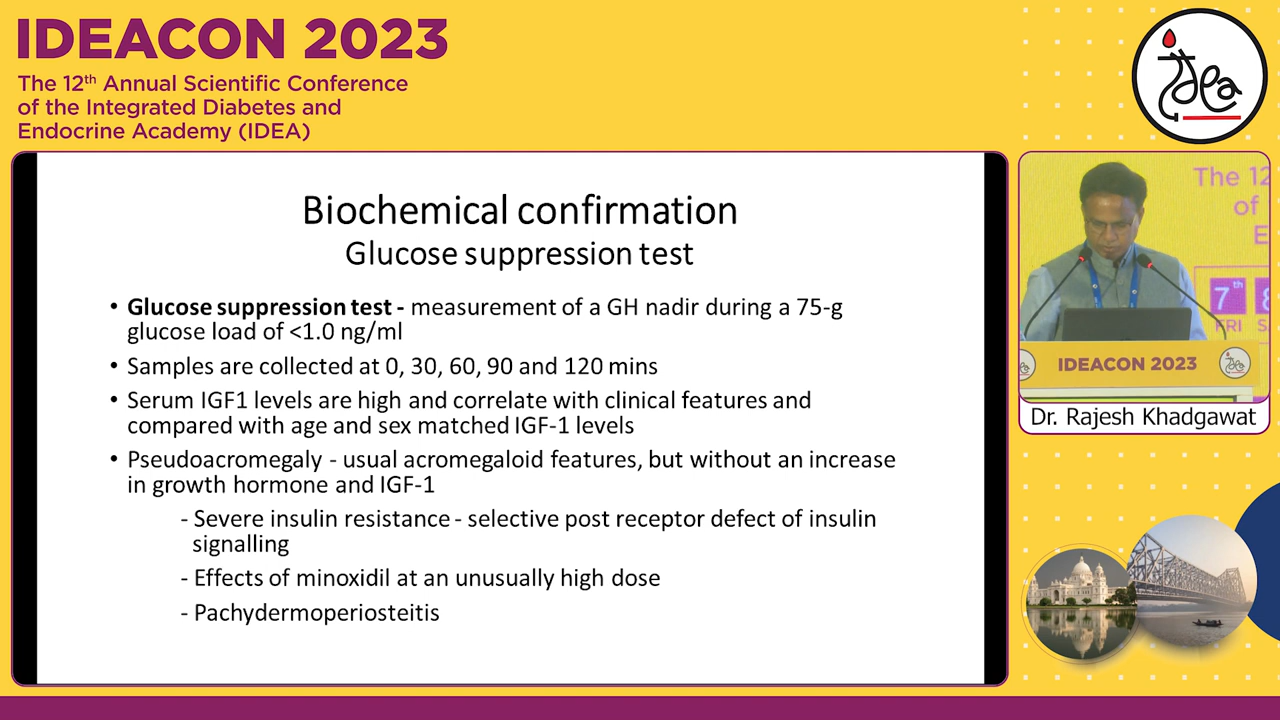 IDEACON 2023
The 12th Annual Scientific Conference
of the Integrated Diabetes and
Endocrine Academy (IDEA)
Idea
Biochemical confirmation
Glucose suppression test
• Glucose suppression test - measurement of a GH nadir during a 75-g
glucose load of <1.0 ng/ml
• Samples are collected at 0, 30, 60, 90 and 120 mins
• Serum IGF1 levels are high and correlate with clinical features and
compared with age and sex matched IGF-1 levels
• Pseudoacromegaly - usual acromegaloid features, but without an increase
in growth hormone and IGF-1
- Severe insulin resistance - selective post receptor defect of insulin
signalling
- Effects of minoxidil at an unusually high dose
- Pachydermoperiosteitis
The 12
of
E
7th 8
FRI S
IDEACON 2023
Dr. Rajesh Khadgawat